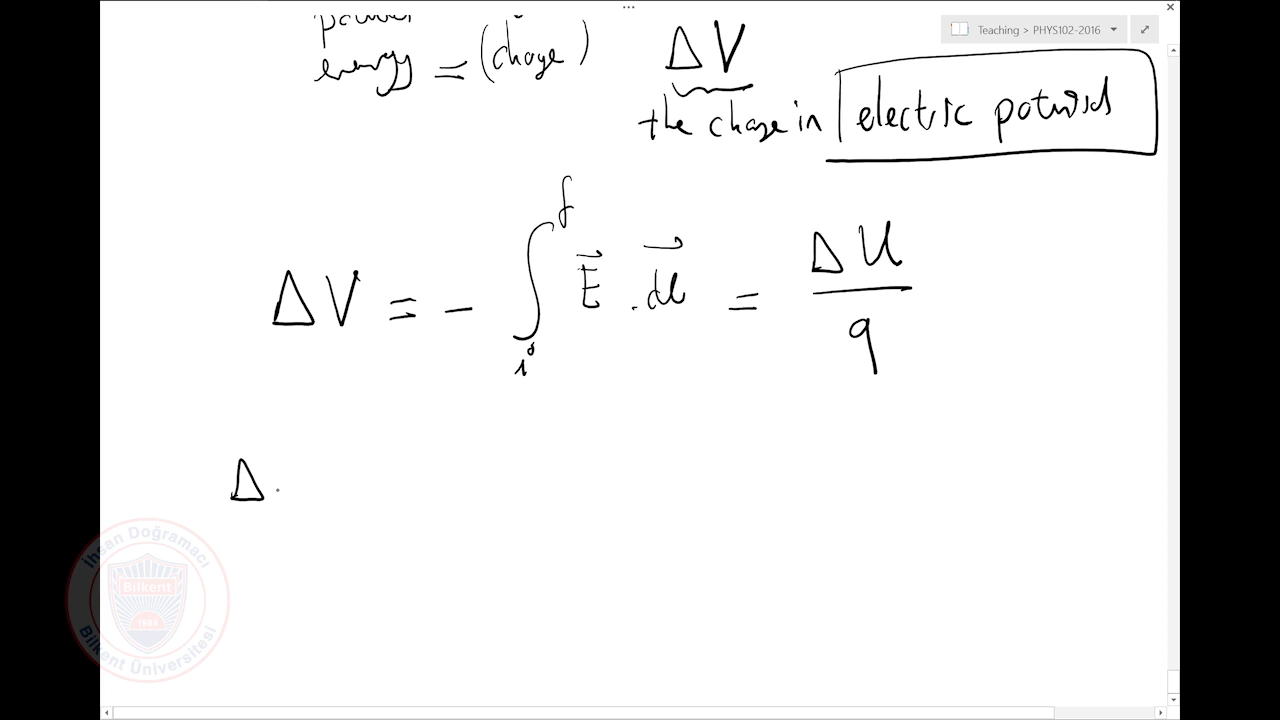 Teaching > PHYS102-2016
energy = (charge) ΔV
the change in electric potential
ΔV = - ∫ᵢᶠ E⃗ . dl⃗ = ΔU / q
Δ
İhsan Doğramacı
Bilkent
1984
Bilkent Üniversitesi